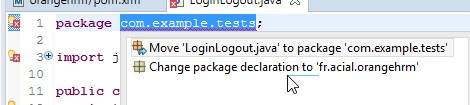 orangehrm/pom.xml LoginLogout.java
1 package com.example.tests;
Move 'LoginLogout.java' to package 'com.example.tests'
3 import j
Change package declaration to 'fr.acial.orangehrm'
11 public c